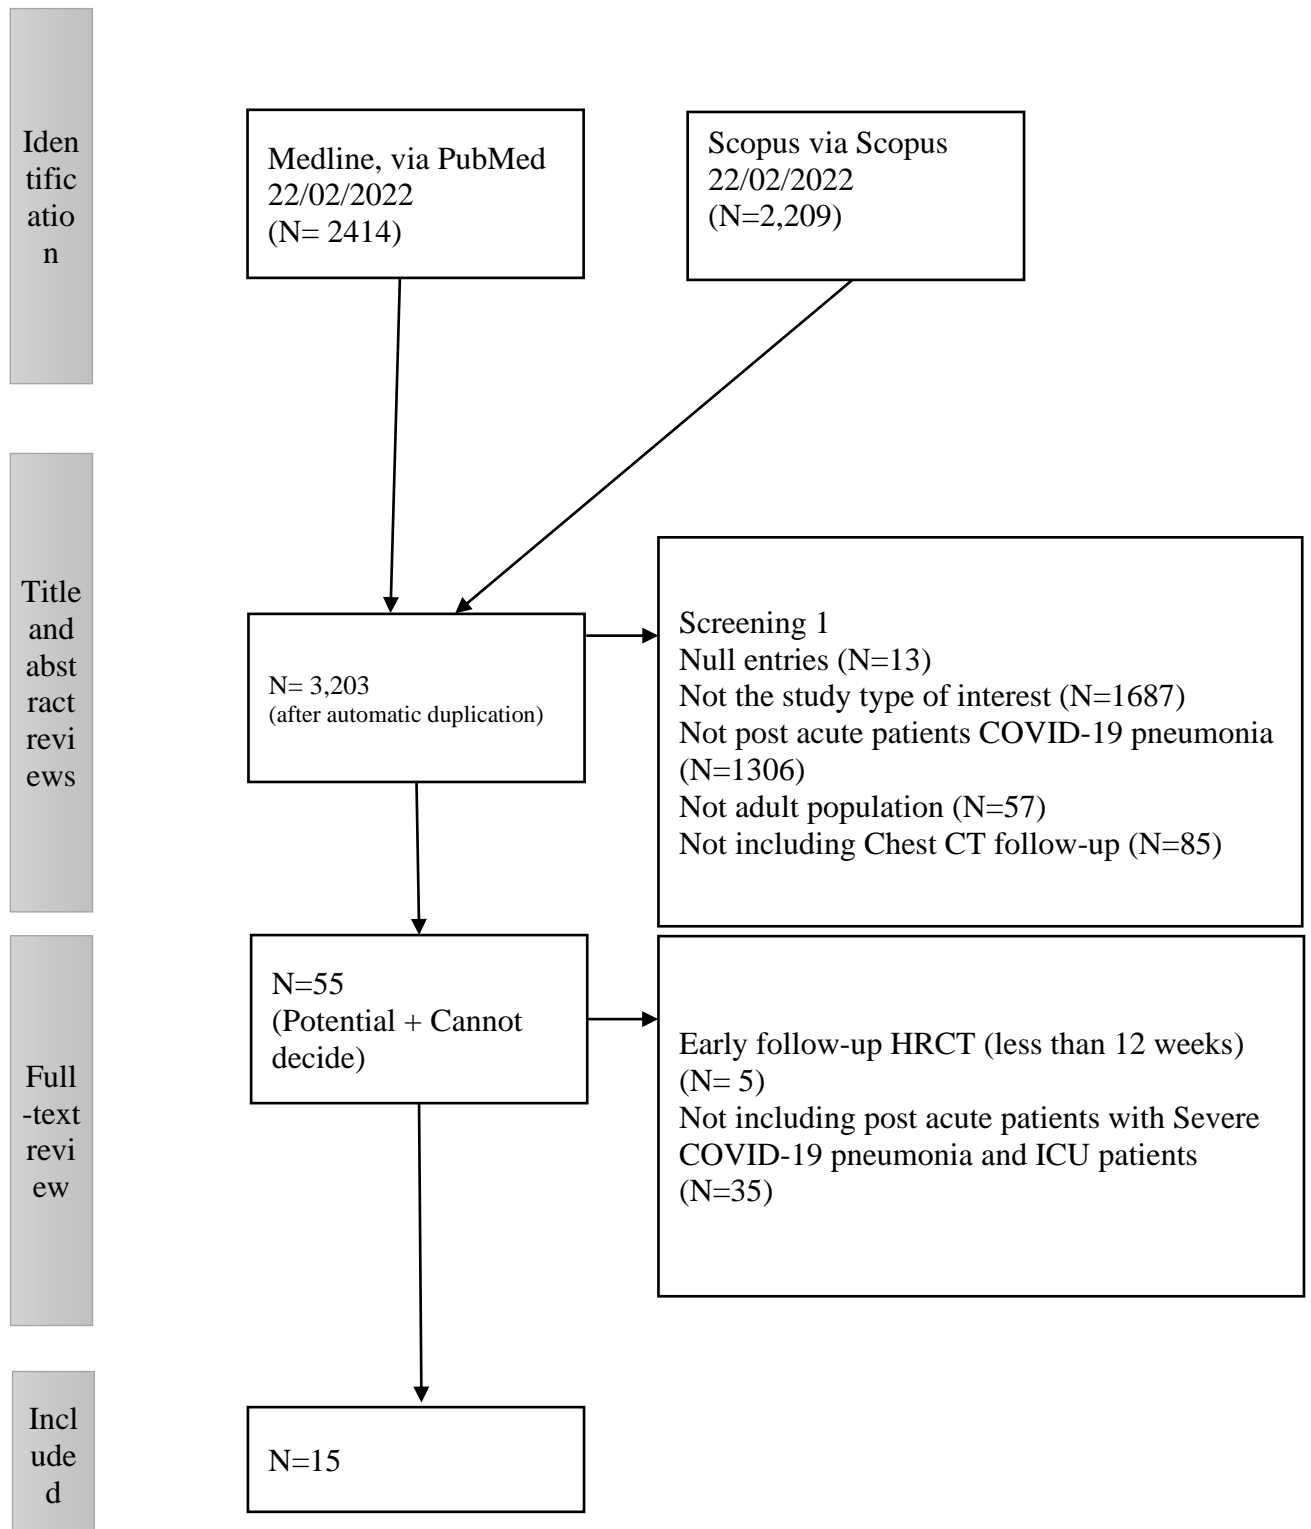 Iden
tific
atio
n
Medline, via PubMed
22/02/2022
(N= 2414)
Scopus via Scopus
22/02/2022
(N=2,209)
Title
and
abst
ract
revi
ews
N= 3,203
(after automatic duplication)
Screening 1
Null entries (N=13)
Not the study type of interest (N=1687)
Not post acute patients COVID-19 pneumonia
(N=1306)
Not adult population (N=57)
Not including Chest CT follow-up (N=85)
Full
-text
revi
ew
N=55
(Potential + Cannot
decide)
Early follow-up HRCT (less than 12 weeks)
(N= 5)
Not including post acute patients with Severe
COVID-19 pneumonia and ICU patients
(N=35)
Incl
ude
d
N=15